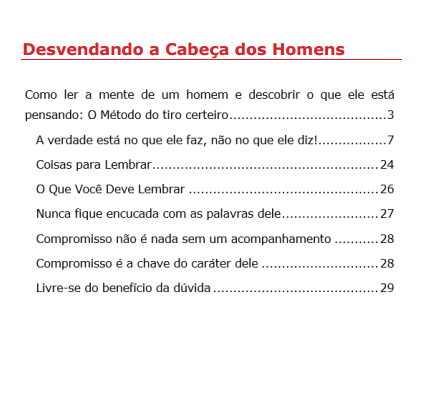 Desvendando a Cabeça dos Homens
Como ler a mente de um homem e descobrir o que ele está
pensando: O Método do tiro certeiro.......................................3
A verdade está no que ele faz, não no que ele diz!.................7
Coisas para Lembrar.........................................................24
O Que Você Deve Lembrar ................................................26
Nunca fique encucada com as palavras dele........................27
Compromisso não é nada sem um acompanhamento ...........28
Compromisso é a chave do caráter dele .............................28
Livre-se do benefício da dúvida.........................................29